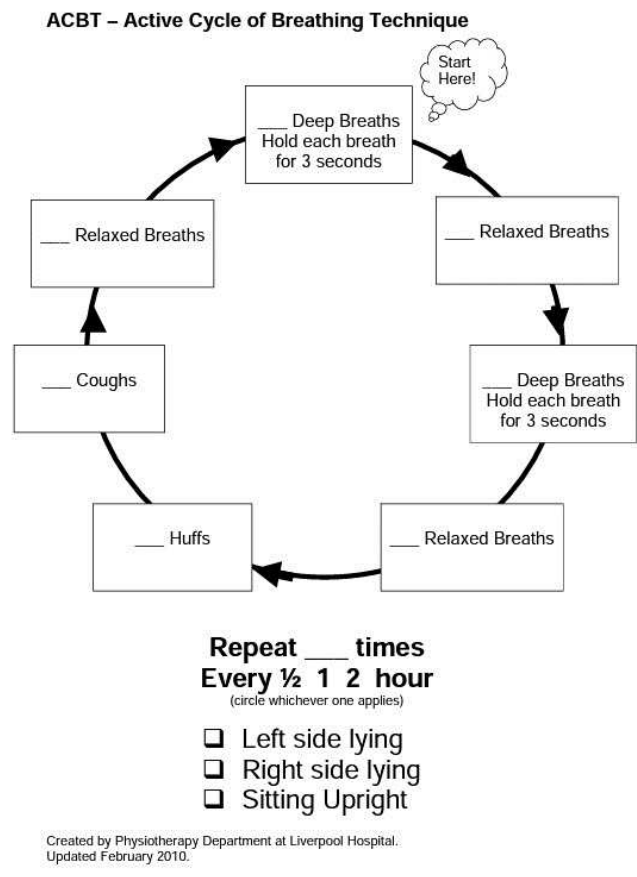 ACBT – Active Cycle of Breathing Technique
Start
Here!
___ Deep Breaths
Hold each breath
for 3 seconds
___ Relaxed Breaths
___ Deep Breaths
Hold each breath
for 3 seconds
___ Relaxed Breaths
___ Huffs
___ Coughs
___ Relaxed Breaths
Repeat ___ times
Every ½ 1 2 hour
(circle whichever one applies)
❑ Left side lying
❑ Right side lying
❑ Sitting Upright
Created by Physiotherapy Department at Liverpool Hospital.
Updated February 2010.